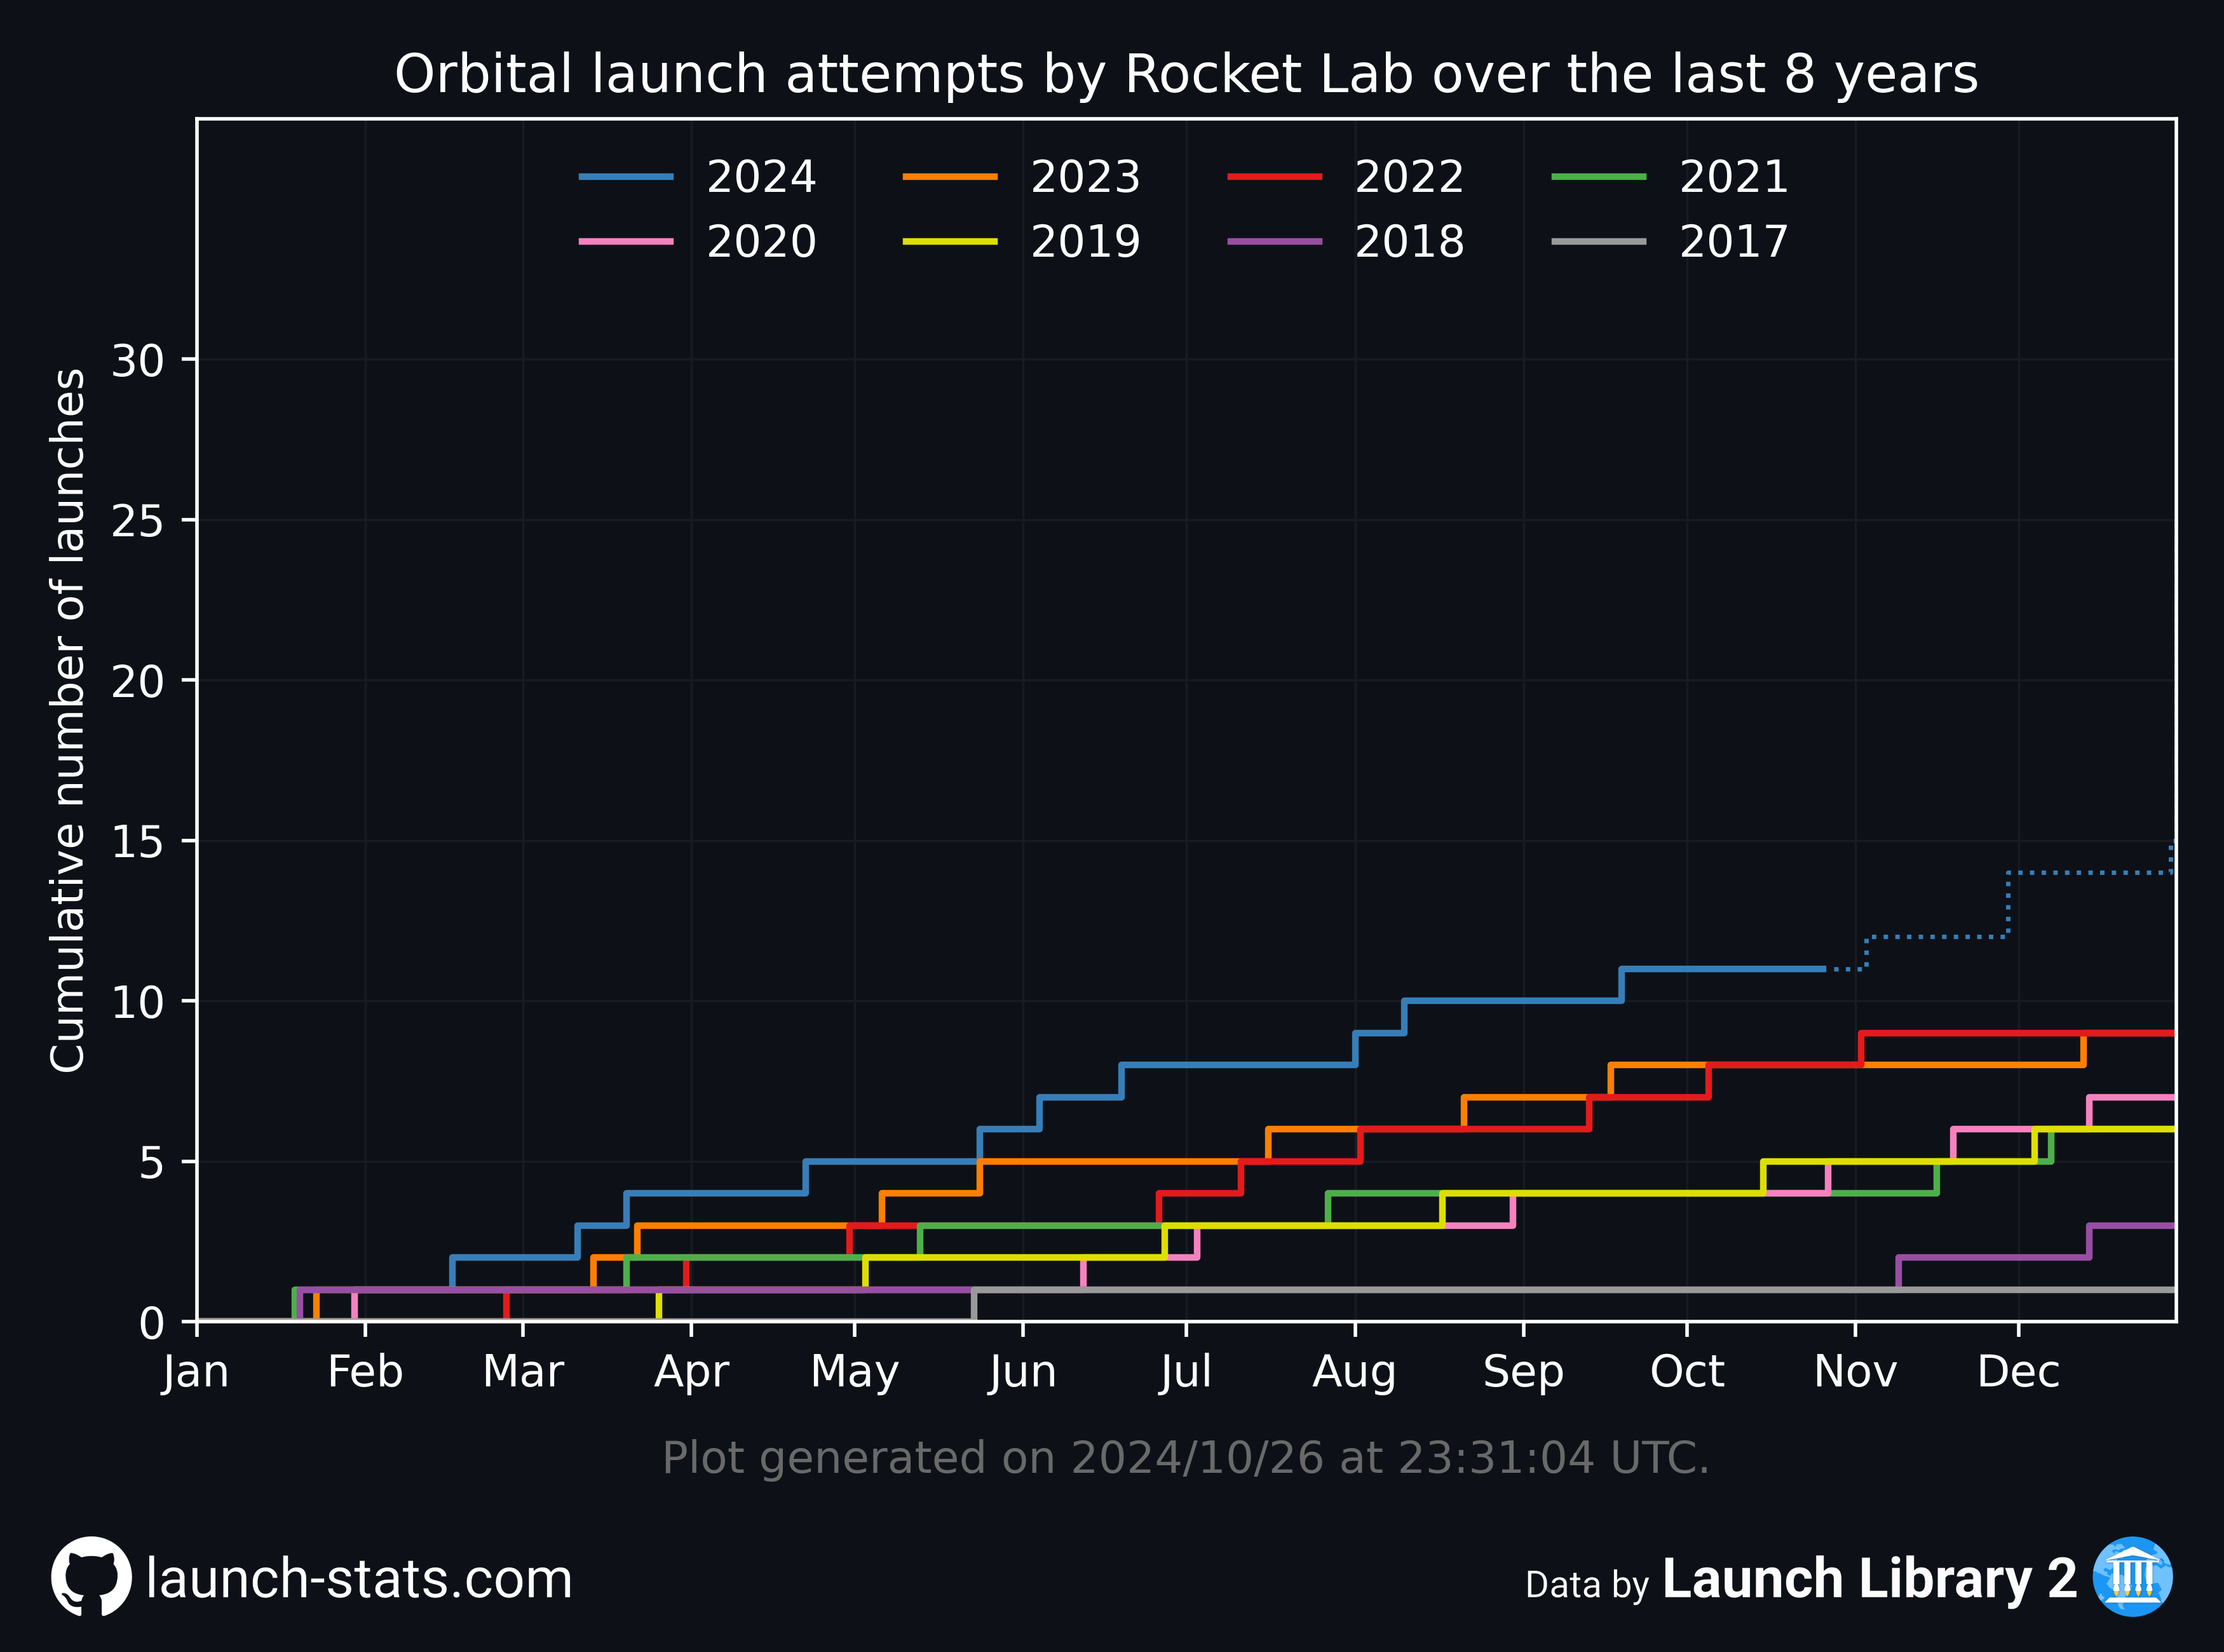 Orbital launch attempts by Rocket Lab over the last 8 years
2024 2023 2022 2021
2020 2019 2018 2017
Cumulative number of launches
30
25
20
15
10
5
0
Jan Feb Mar Apr May Jun Jul Aug Sep Oct Nov Dec
Plot generated on 2024/10/26 at 23:31:04 UTC.
launch-stats.com
Data by Launch Library 2